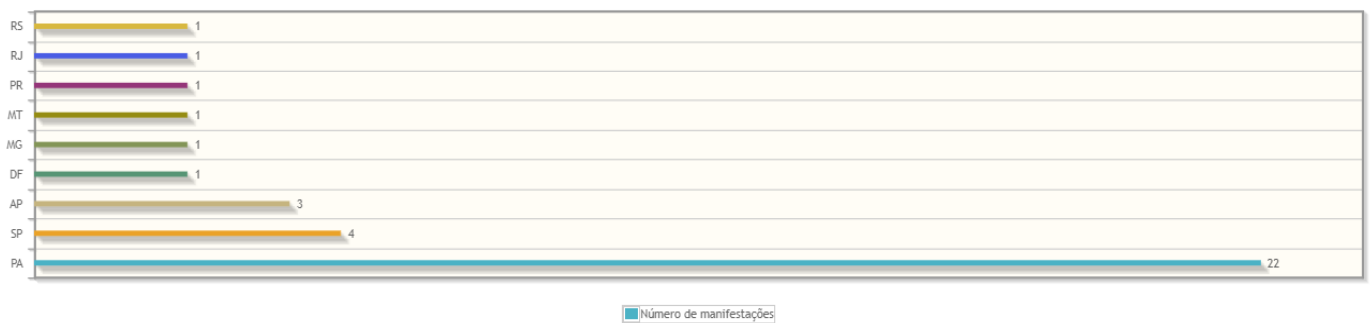 RS 1
RJ 1
PR 1
MT 1
MG 1
DF 1
AP 3
SP 4
PA 22
Número de manifestações